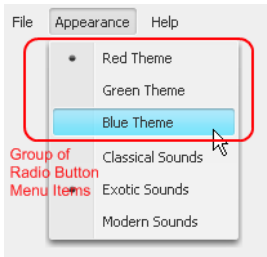 File Appearance Help
Red Theme
Green Theme
Blue Theme
Classical Sounds
Exotic Sounds
Modern Sounds
Group of
Radio Button
Menu Items